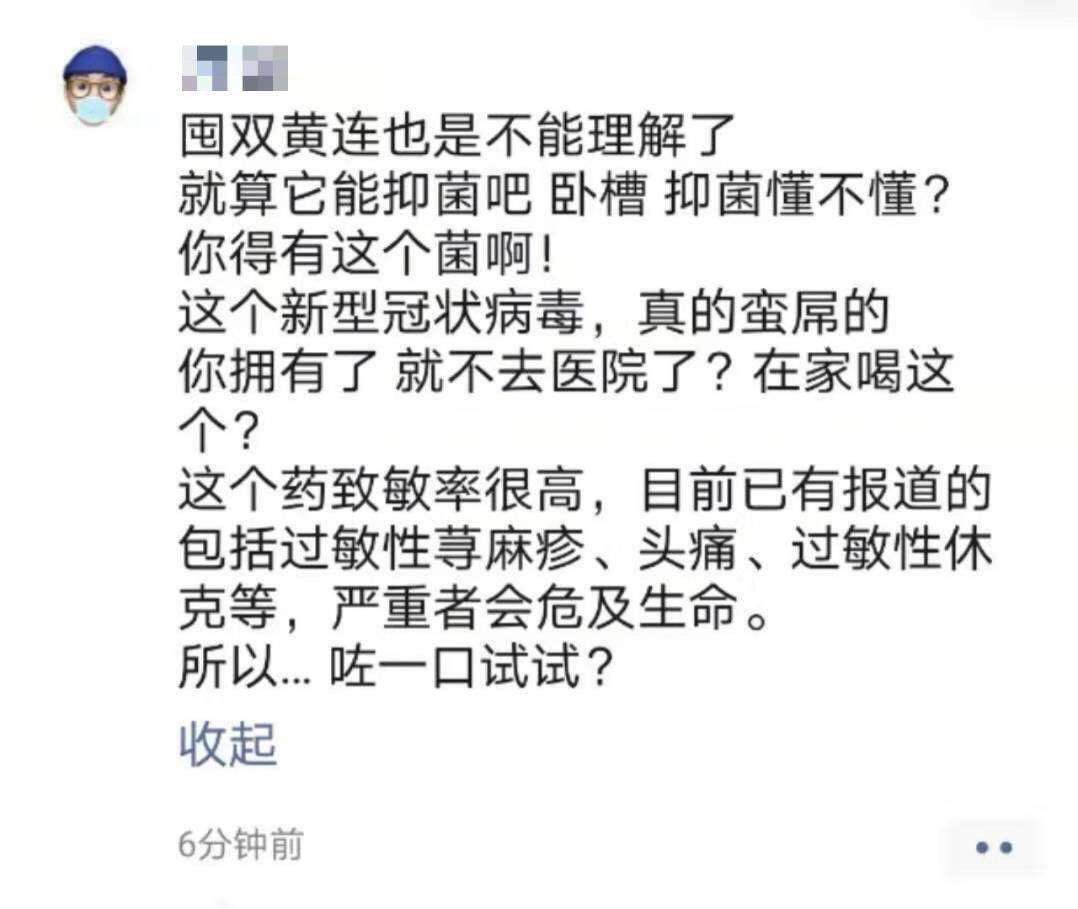 囤双黄连也是不能理解了
就算它能抑菌吧 卧槽 抑菌懂不懂？
你得有这个菌啊！
这个新型冠状病毒，真的蛮屌的
你拥有了 就不去医院了？在家喝这
个？
这个药致敏率很高，目前已有报道的
包括过敏性荨麻疹、头痛、过敏性休
克等，严重者会危及生命。
所以... 咗一口试试？
收起
6分钟前